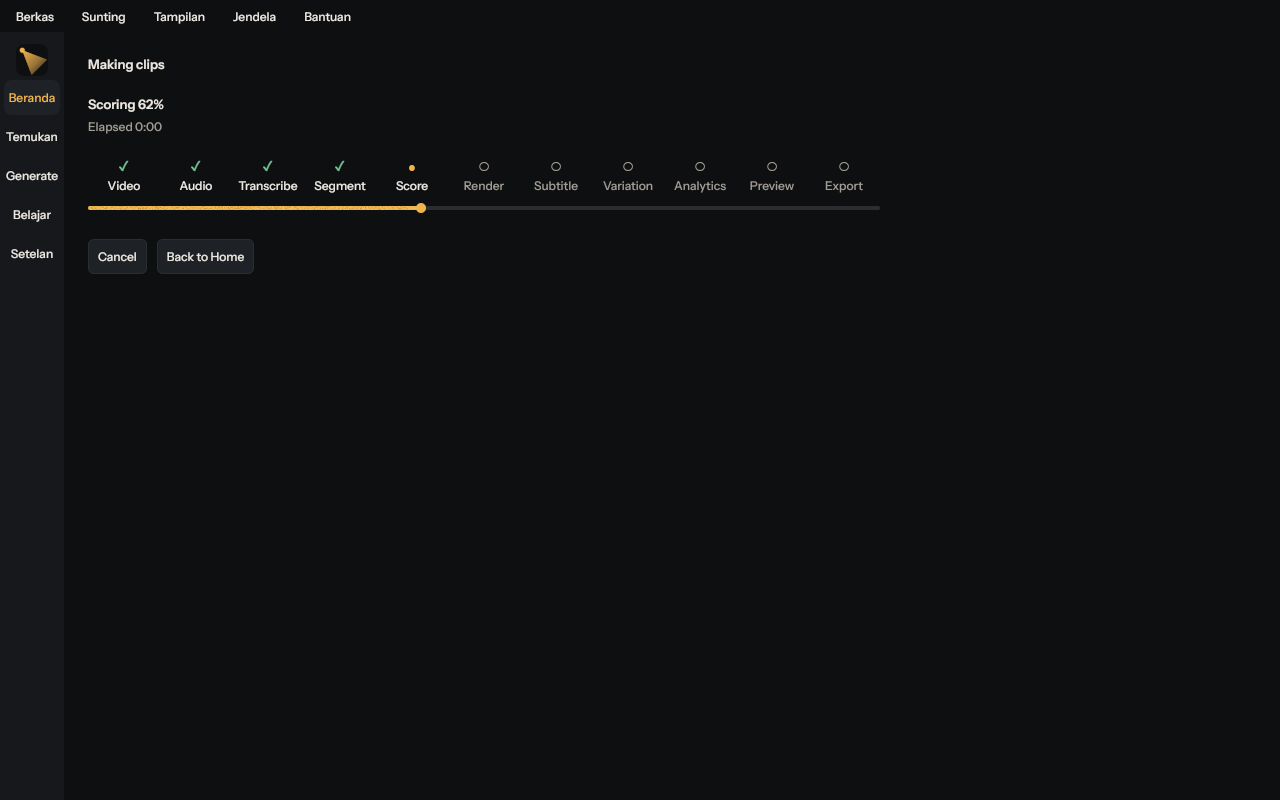 Berkas Sunting Tampilan Jendela Bantuan
Beranda
Temukan
Generate
Belajar
Setelan
Making clips
Scoring 62%
Elapsed 0:00
Video Audio Transcribe Segment Score Render Subtitle Variation Analytics Preview Export
Cancel Back to Home